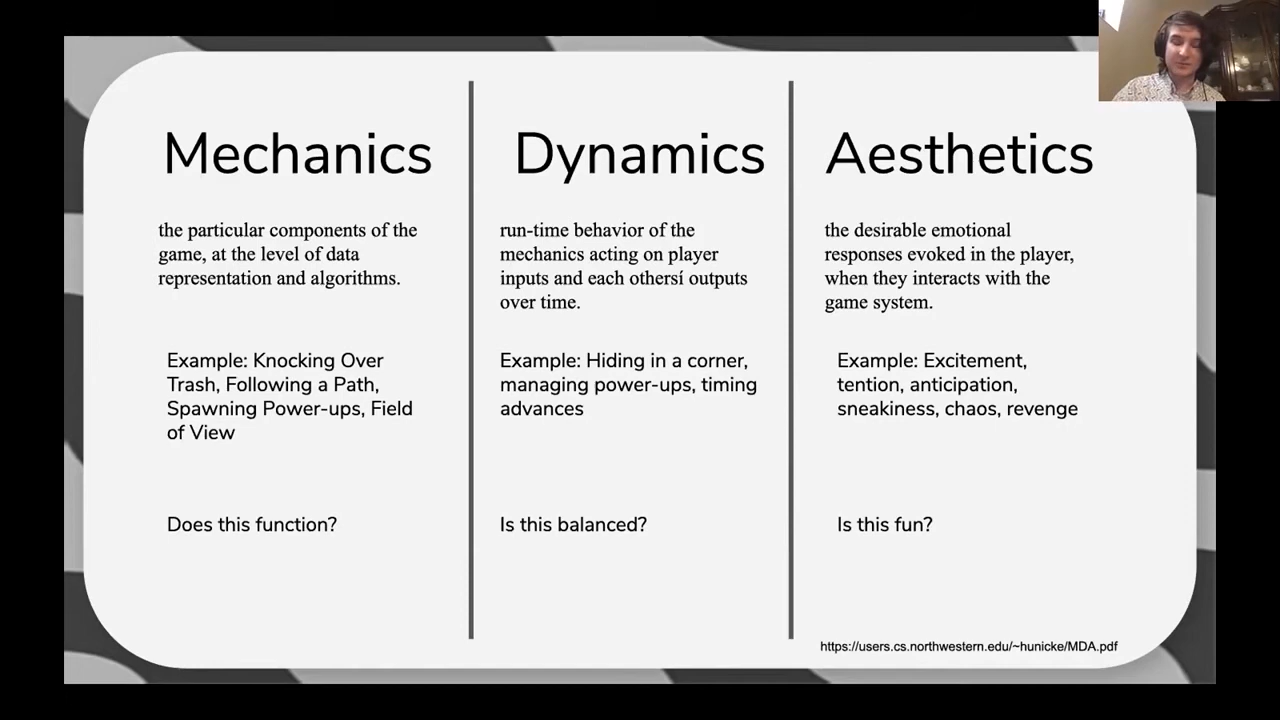 Mechanics
the particular components of the
game, at the level of data
representation and algorithms.
Example: Knocking Over
Trash, Following a Path,
Spawning Power-ups, Field
of View
Does this function?
Dynamics
run-time behavior of the
mechanics acting on player
inputs and each othersí outputs
over time.
Example: Hiding in a corner,
managing power-ups, timing
advances
Is this balanced?
Aesthetics
the desirable emotional
responses evoked in the player,
when they interacts with the
game system.
Example: Excitement,
tention, anticipation,
sneakiness, chaos, revenge
Is this fun?
https://users.cs.northwestern.edu/~hunicke/MDA.pdf